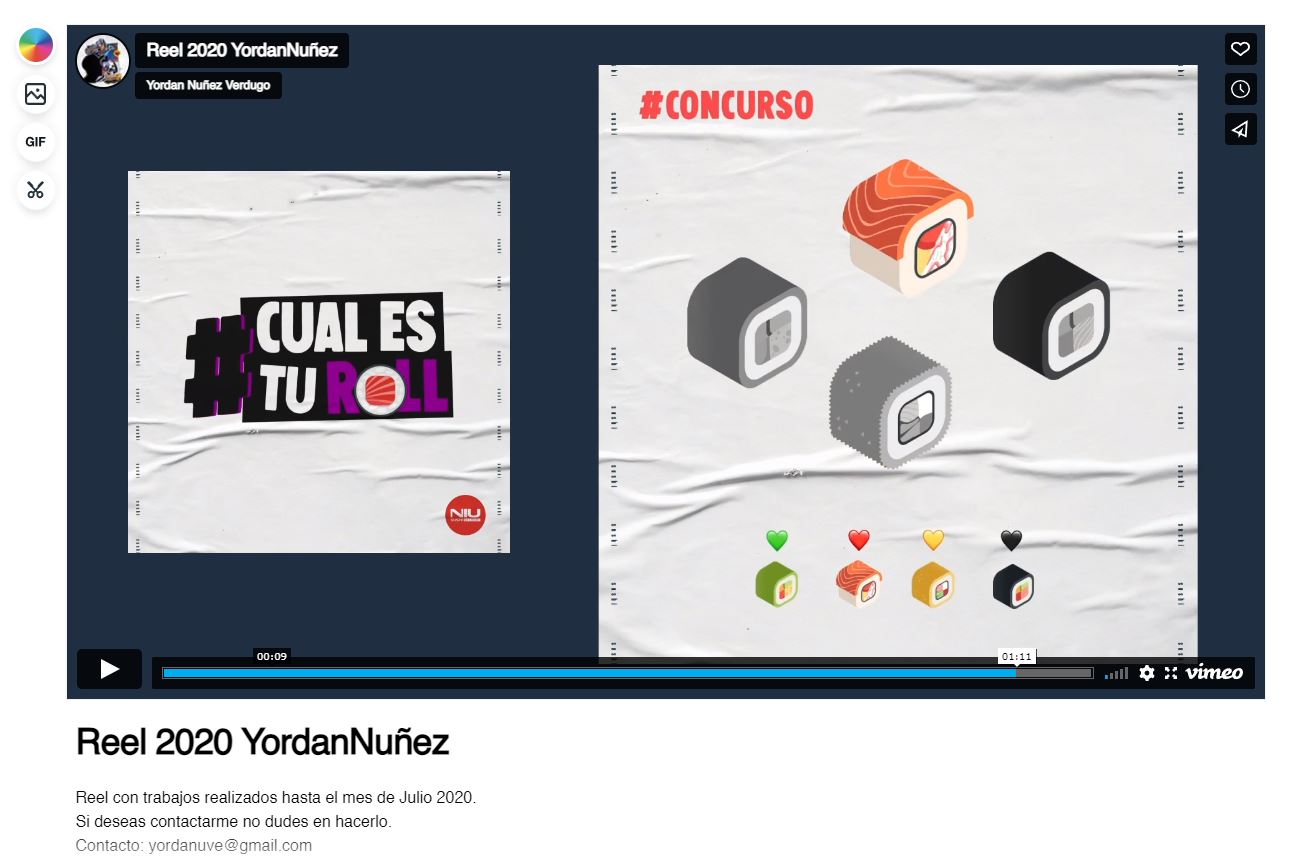 Reel 2020 YordanNuñez
Yordan Nuñez Verdugo
GIF
#CONCURSO
#CUAL ES
TU ROLL
NIU
00:09
01:11
vimeo
Reel 2020 YordanNuñez
Reel con trabajos realizados hasta el mes de Julio 2020.
Si deseas contactarme no dudes en hacerlo.
Contacto: yordanuve@gmail.com